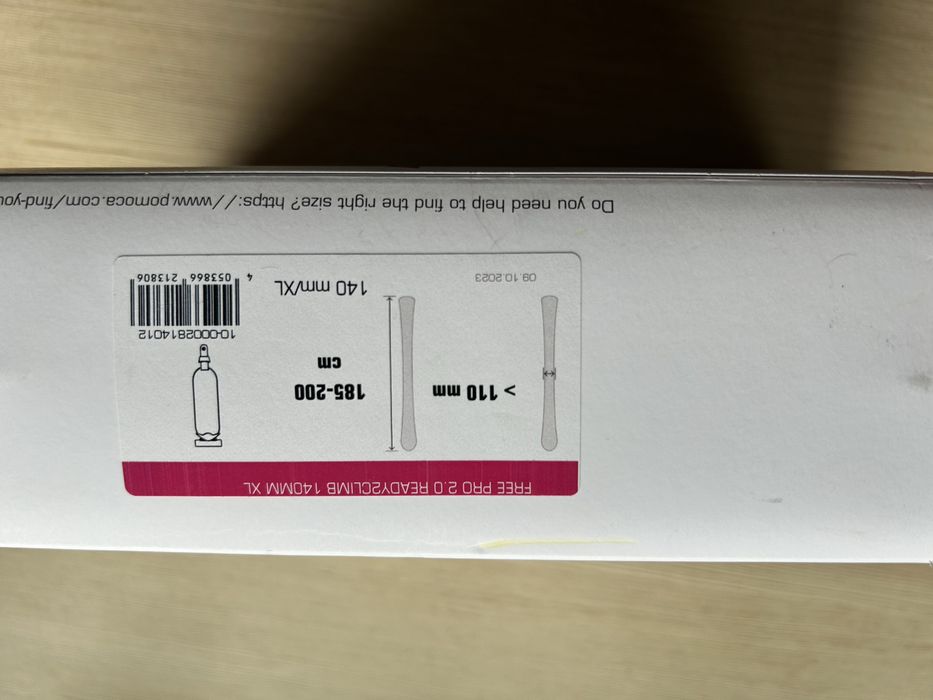 FREE PRO 2.0 READY2CLIMB 140MM XL
> 110 mm
185-200
cm
10-0002814012
09.10.2023
140 mm/XL
4 053866 213806
Do you need help to find the right size? https://www.pomoca.com/find-you